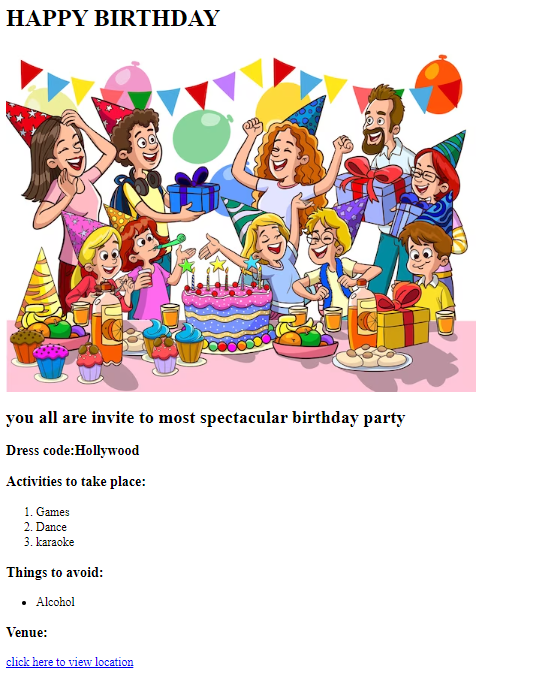 HAPPY BIRTHDAY
you all are invite to most spectacular birthday party
Dress code:Hollywood
Activities to take place:
1. Games
2. Dance
3. karaoke
Things to avoid:
• Alcohol
Venue:
click here to view location